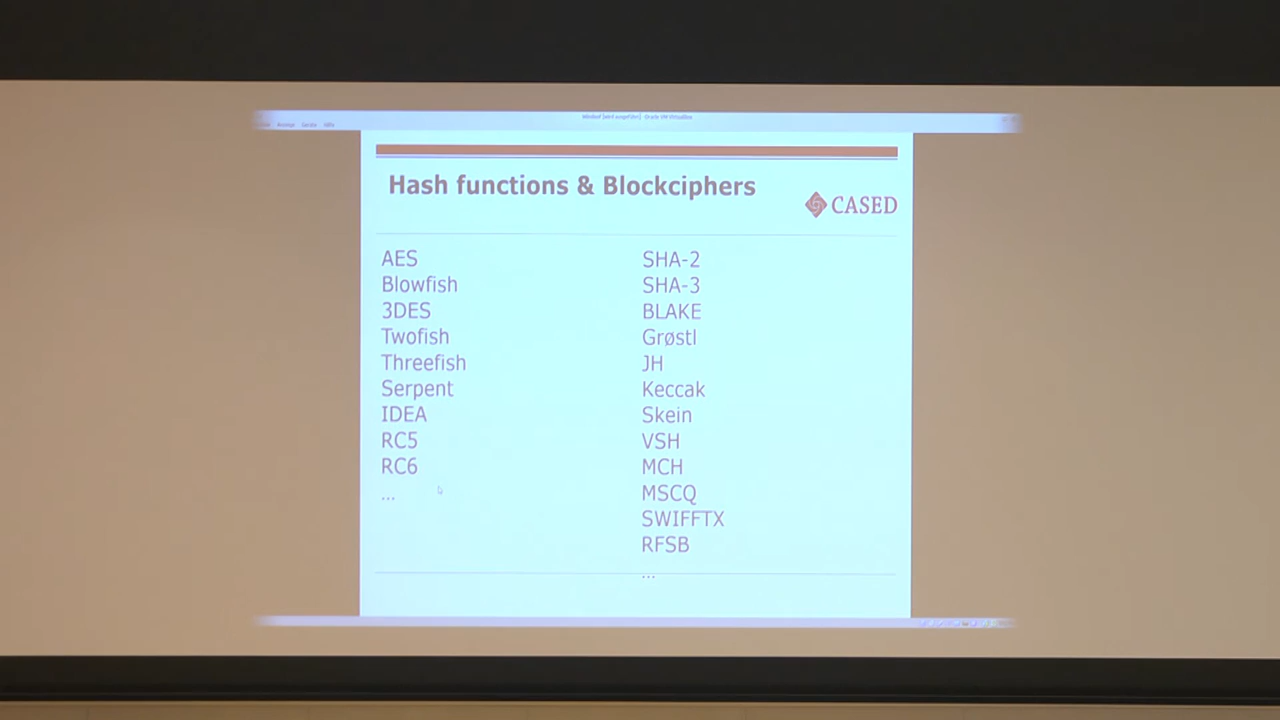 Hash functions & Blockciphers
CASED
AES
Blowfish
3DES
Twofish
Threefish
Serpent
IDEA
RC5
RC6
...
SHA-2
SHA-3
BLAKE
Grøstl
JH
Keccak
Skein
VSH
MCH
MSCQ
SWIFFTX
RFSB
...